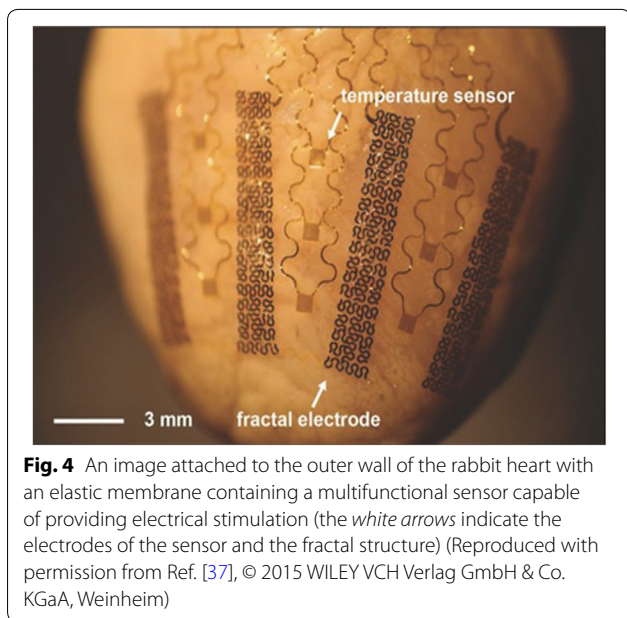 temperature sensor
3 mm
fractal electrode
Fig. 4 An image attached to the outer wall of the rabbit heart with
an elastic membrane containing a multifunctional sensor capable
of providing electrical stimulation (the white arrows indicate the
electrodes of the sensor and the fractal structure) (Reproduced with
permission from Ref. [37], © 2015 WILEY VCH Verlag GmbH & Co.
KGaA, Weinheim)